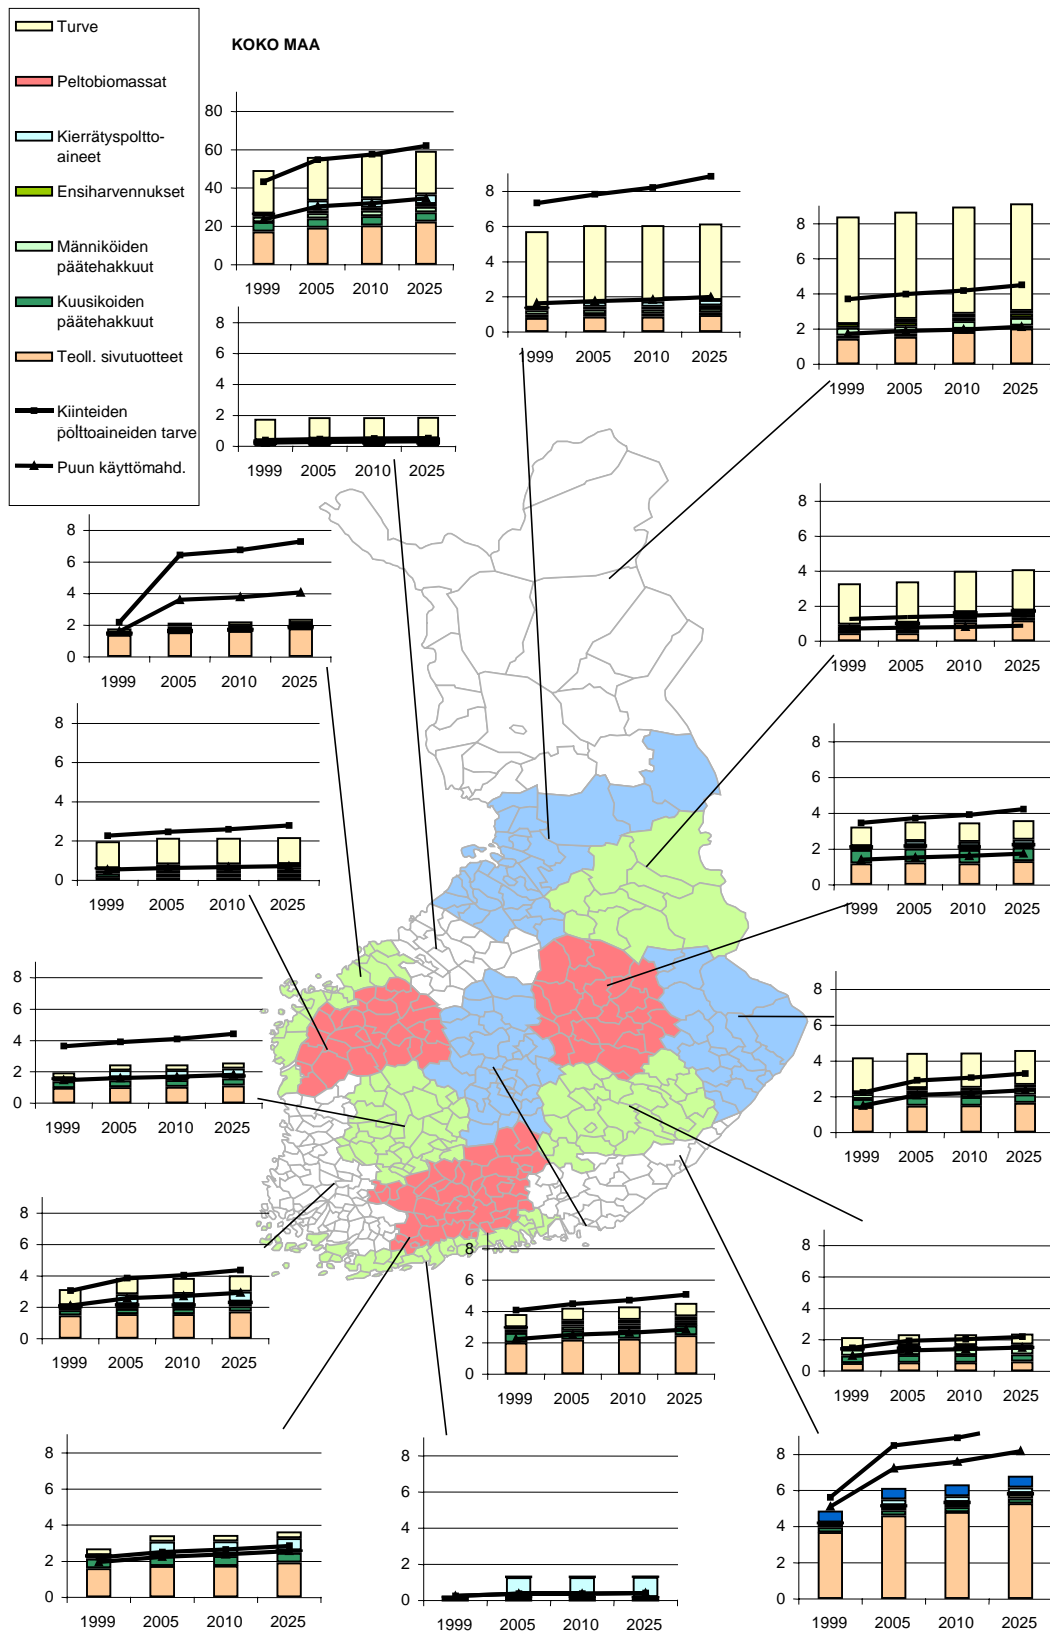 Turve
Peltobiomassat
Kierrätyspoltto-
aineet
Ensiharvennukset
Männiköiden
päätehakkuut
Kuusikoiden
päätehakkuut
Teoll. sivutuotteet
Kiinteiden
polttoaineiden tarve
Puun käyttömahd.
KOKO MAA
80
60
40
20
0
1999 2005 2010 2025
8
6
4
2
0
1999 2005 2010 2025
8
6
4
2
0
1999 2005 2010 2025
8
6
4
2
0
1999 2005 2010 2025
8
6
4
2
0
1999 2005 2010 2025
8
6
4
2
0
1999 2005 2010 2025
8
6
4
2
0
1999 2005 2010 2025
8
6
4
2
0
1999 2005 2010 2025
8
6
4
2
0
1999 2005 2010 2025
8
6
4
2
0
1999 2005 2010 2025
8
6
4
2
0
1999 2005 2010 2025
8
6
4
2
0
1999 2005 2010 2025
8
6
4
2
0
1999 2005 2010 2025
8
6
4
2
0
1999 2005 2010 2025
8
6
4
2
0
1999 2005 2010 2025
8
6
4
2
0
1999 2005 2010 2025